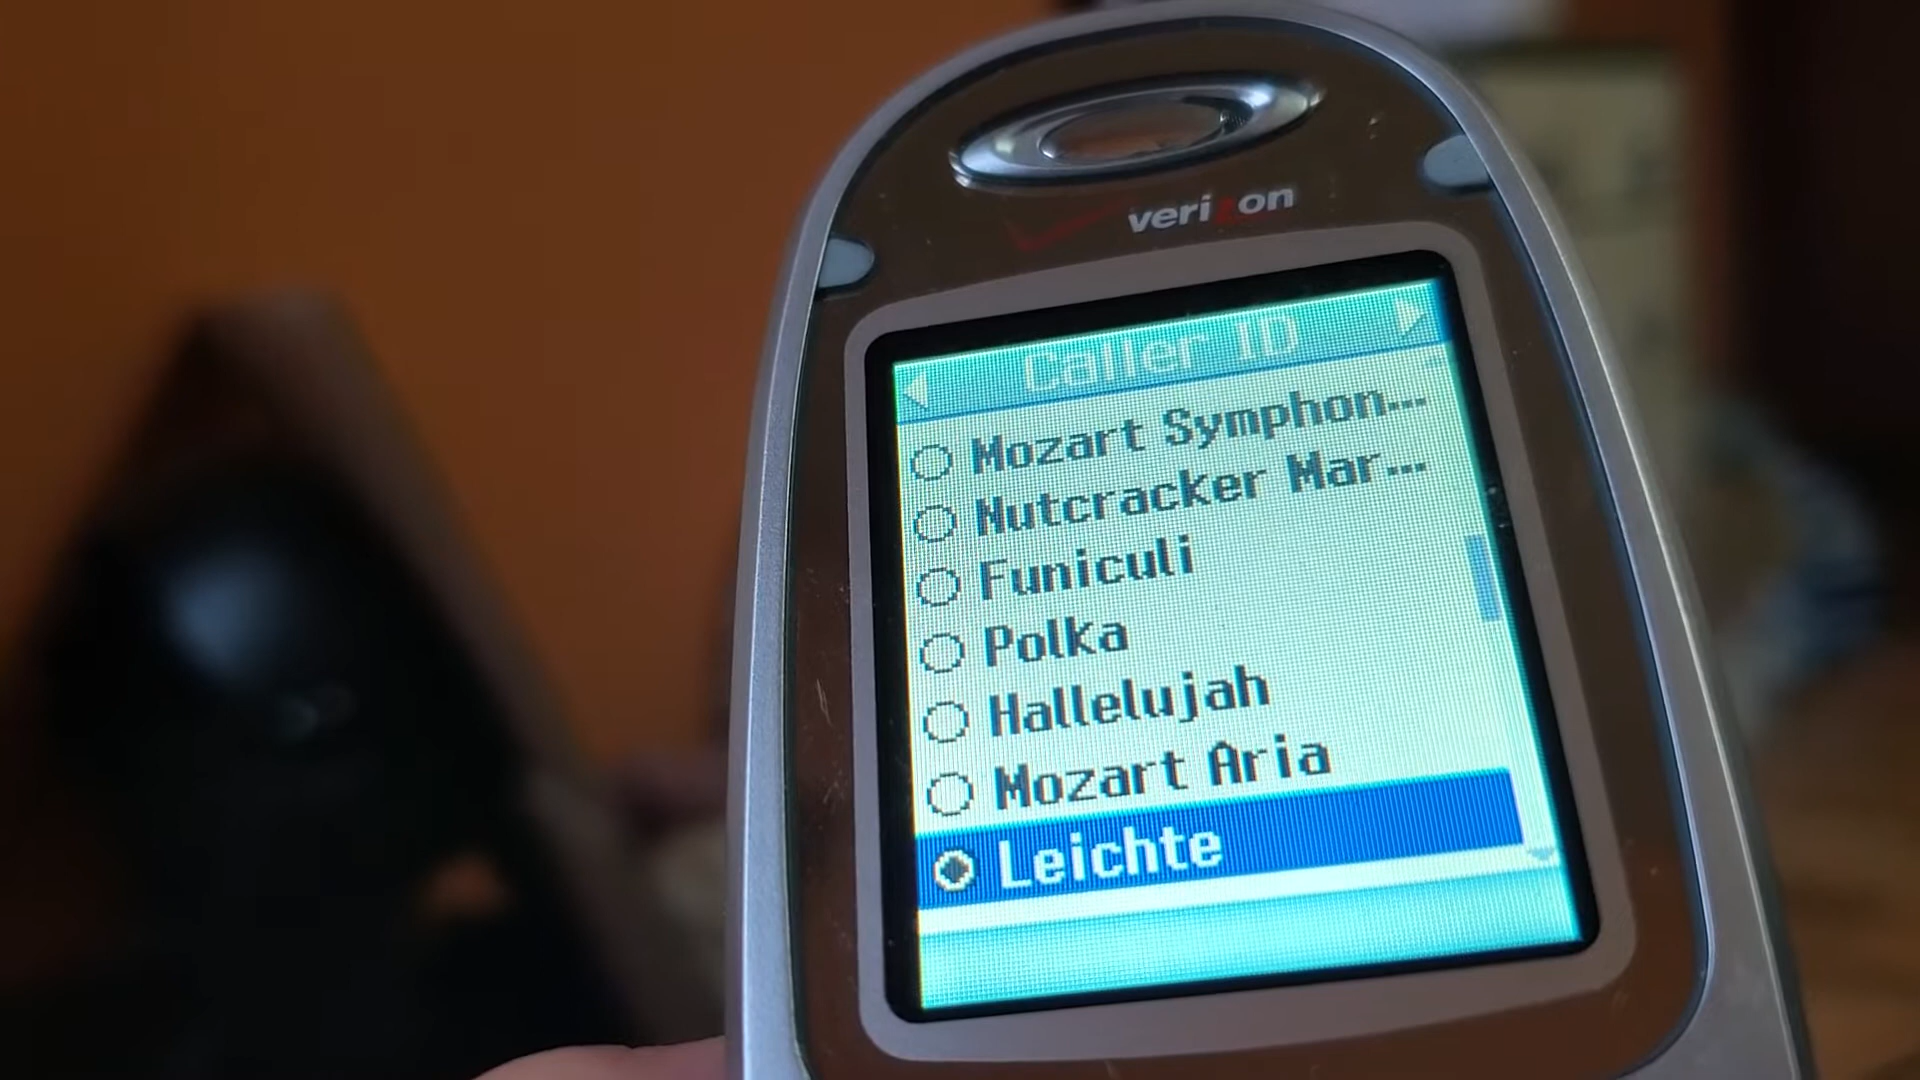 verizon
Caller ID
Mozart Symphon...
Nutcracker Mar...
Funiculi
Polka
Hallelujah
Mozart Aria
Leichte